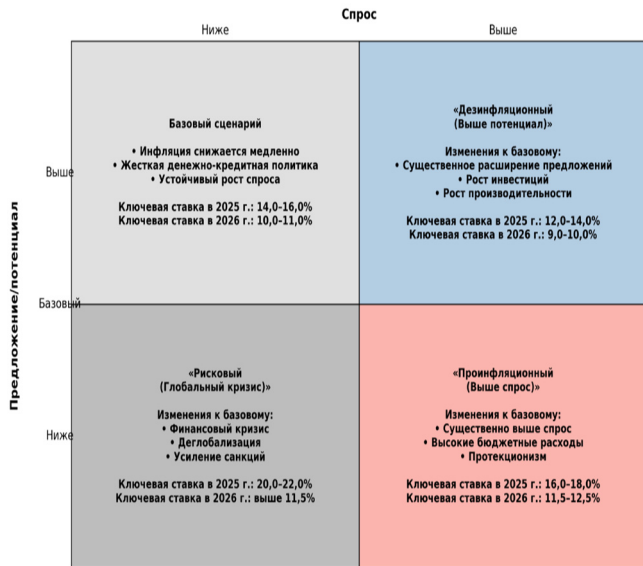 Спрос
Ниже
Выше
Предложение/потенциал
Выше
Базовый сценарий
• Инфляция снижается медленно
• Жесткая денежно-кредитная политика
• Устойчивый рост спроса
Ключевая ставка в 2025 г.: 14,0–16,0%
Ключевая ставка в 2026 г.: 10,0–11,0%
«Дезинфляционный
(Выше потенциал)»
Изменения к базовому:
• Существенное расширение предложений
• Рост инвестиций
• Рост производительности
Ключевая ставка в 2025 г.: 12,0–14,0%
Ключевая ставка в 2026 г.: 9,0–10,0%
Базовый
Ниже
«Рисковый
(Глобальный кризис)»
Изменения к базовому:
• Финансовый кризис
• Деглобализация
• Усиление санкций
Ключевая ставка в 2025 г.: 20,0–22,0%
Ключевая ставка в 2026 г.: выше 11,5%
«Проинфляционный
(Выше спрос)»
Изменения к базовому:
• Существенно выше спрос
• Высокие бюджетные расходы
• Протекционизм
Ключевая ставка в 2025 г.: 16,0–18,0%
Ключевая ставка в 2026 г.: 11,5–12,5%